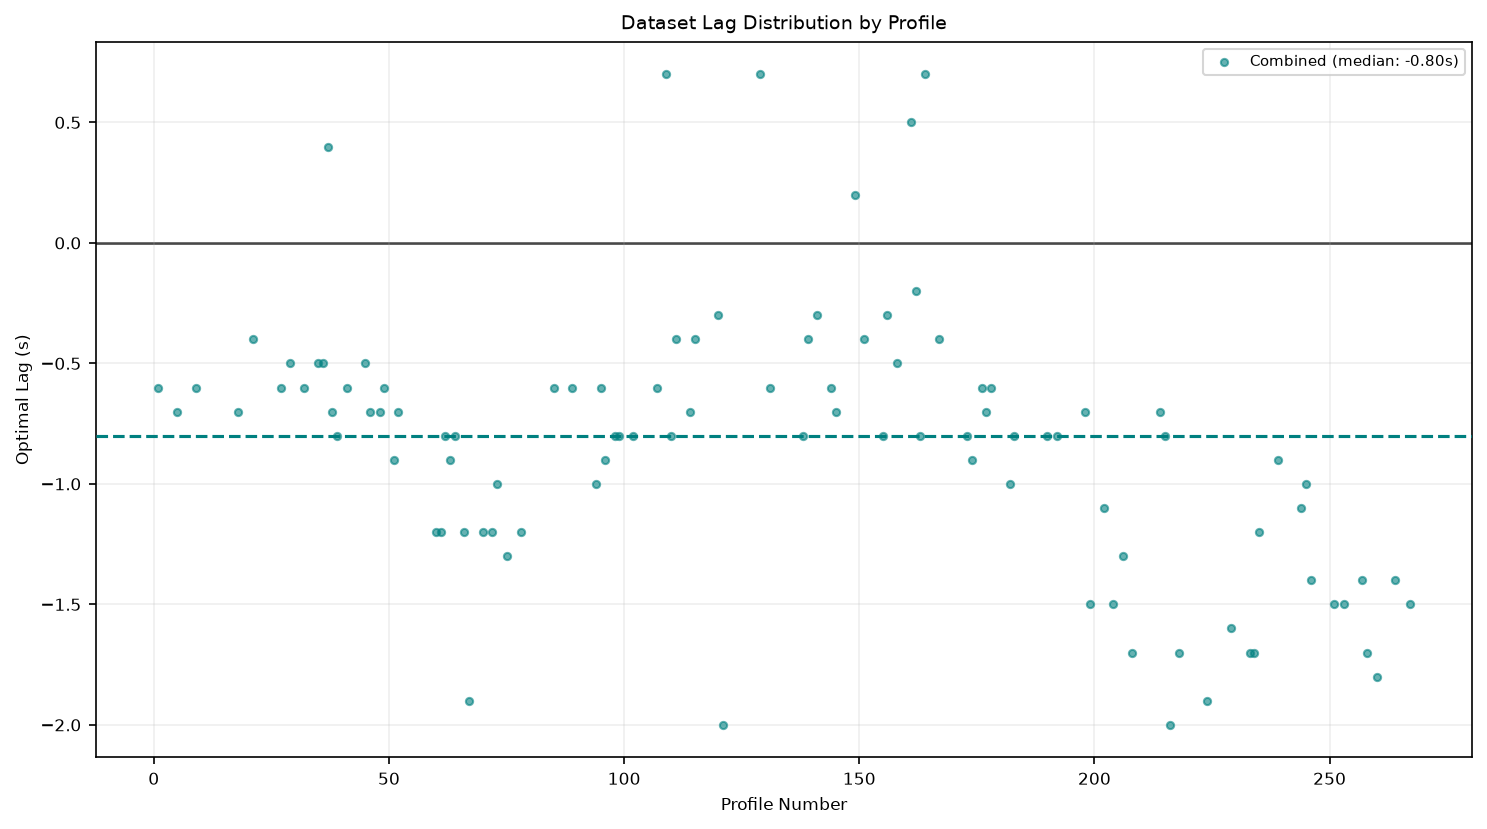 Dataset Lag Distribution by Profile
Combined (median: -0.80s)
Optimal Lag (s)
0.5
0.0
−0.5
−1.0
−1.5
−2.0
0 50 100 150 200 250
Profile Number